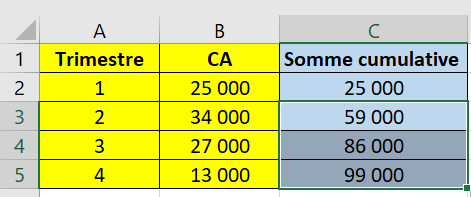 A B C
1 Trimestre CA Somme cumulative
2 1 25 000 25 000
3 2 34 000 59 000
4 3 27 000 86 000
5 4 13 000 99 000